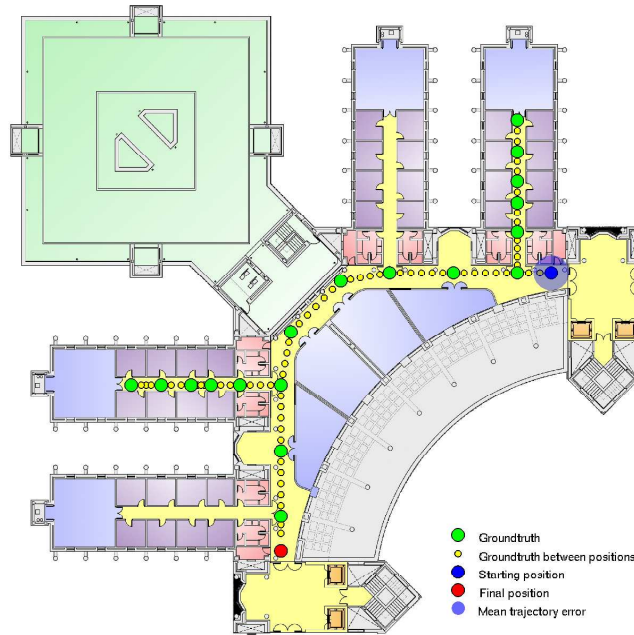 Groundtruth
Groundtruth between positions
Starting position
Final position
Mean trajectory error